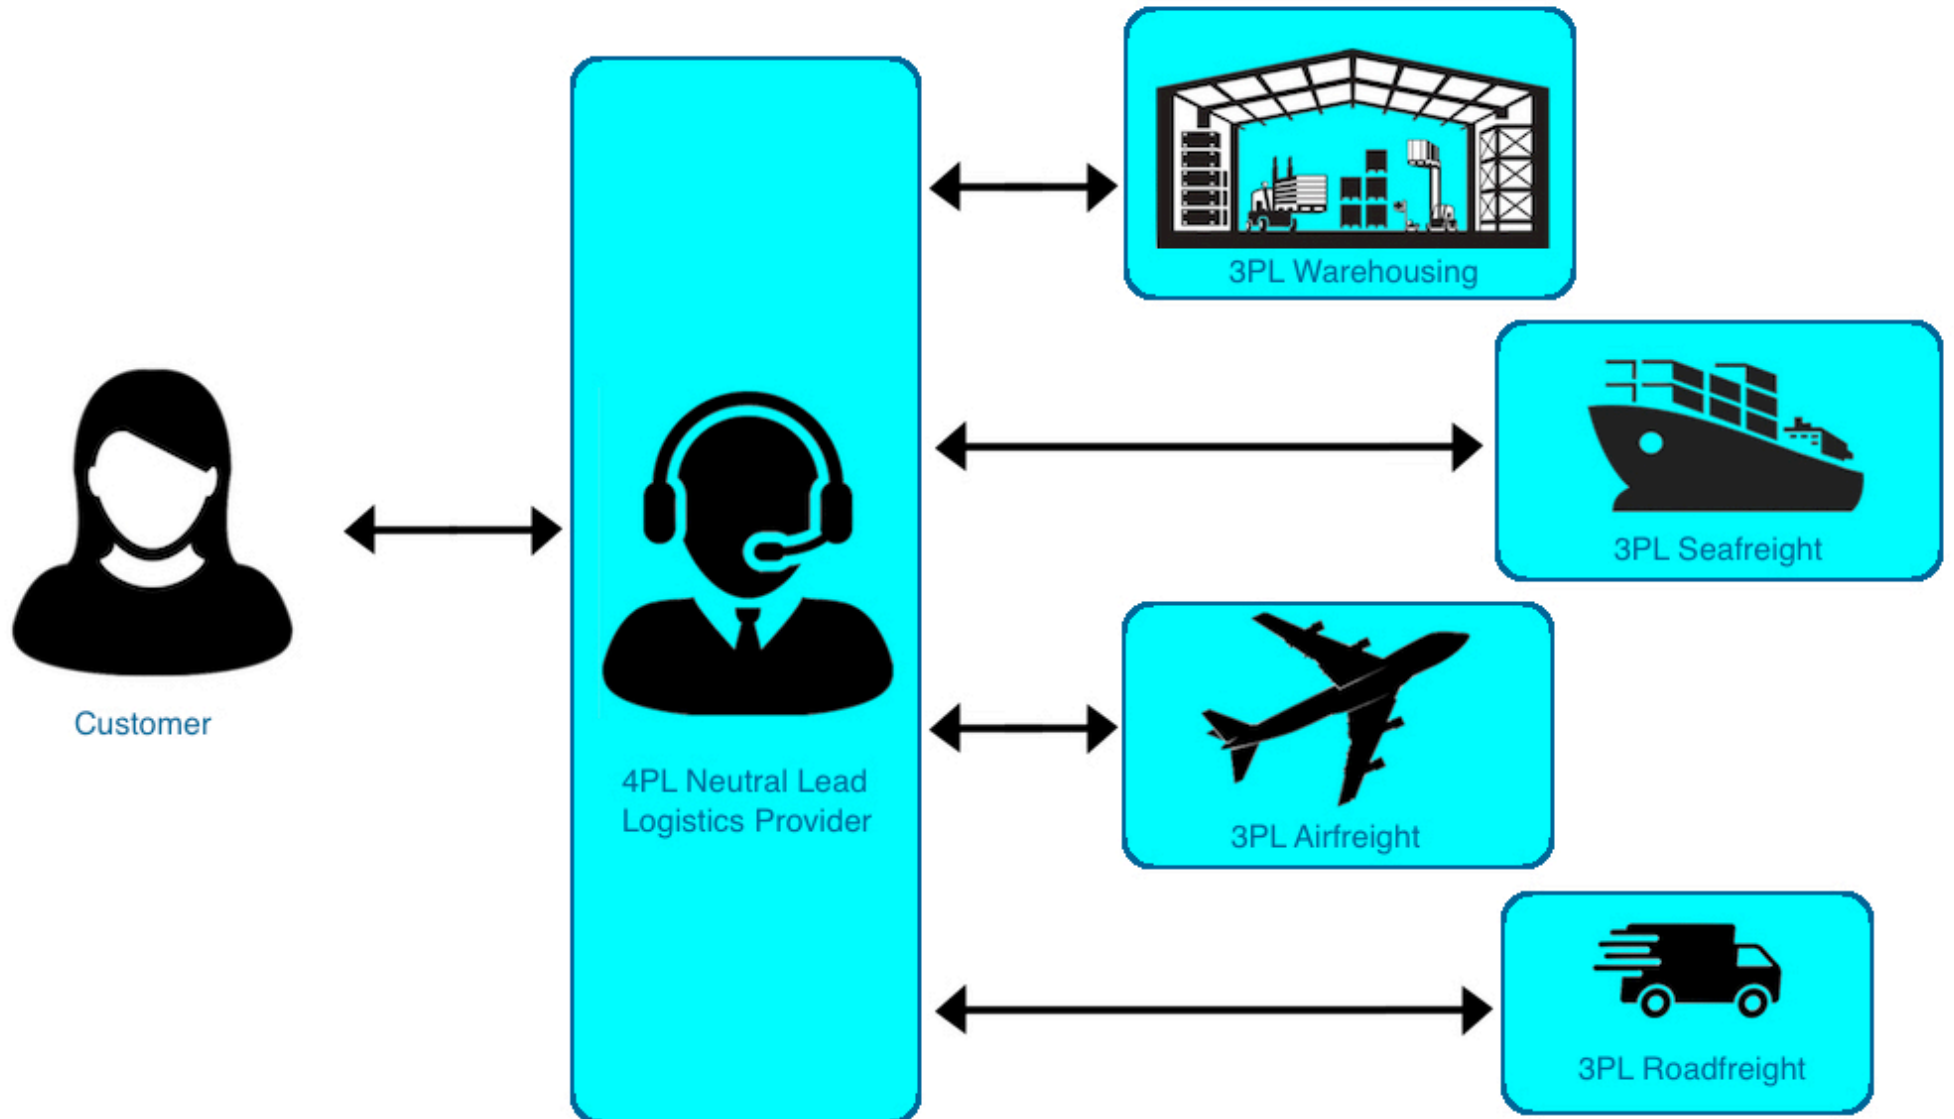 Customer
4PL Neutral Lead
Logistics Provider
3PL Warehousing
3PL Seafreight
3PL Airfreight
3PL Roadfreight